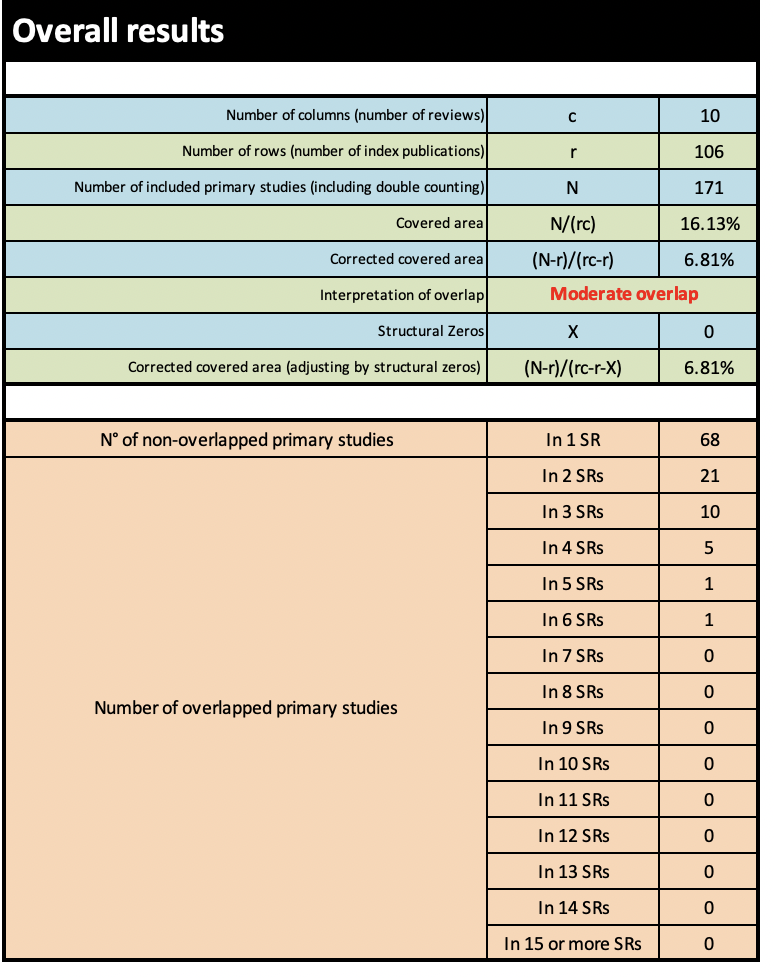 Overall results
Number of columns (number of reviews) c 10
Number of rows (number of index publications) r 106
Number of included primary studies (including double counting) N 171
Covered area N/(rc) 16.13%
Corrected covered area (N-r)/(rc-r) 6.81%
Interpretation of overlap Moderate overlap
Structural Zeros X 0
Corrected covered area (adjusting by structural zeros) (N-r)/(rc-r-X) 6.81%
N° of non-overlapped primary studies In 1 SR 68
In 2 SRs 21
In 3 SRs 10
In 4 SRs 5
In 5 SRs 1
In 6 SRs 1
In 7 SRs 0
In 8 SRs 0
Number of overlapped primary studies
In 9 SRs 0
In 10 SRs 0
In 11 SRs 0
In 12 SRs 0
In 13 SRs 0
In 14 SRs 0
In 15 or more SRs 0